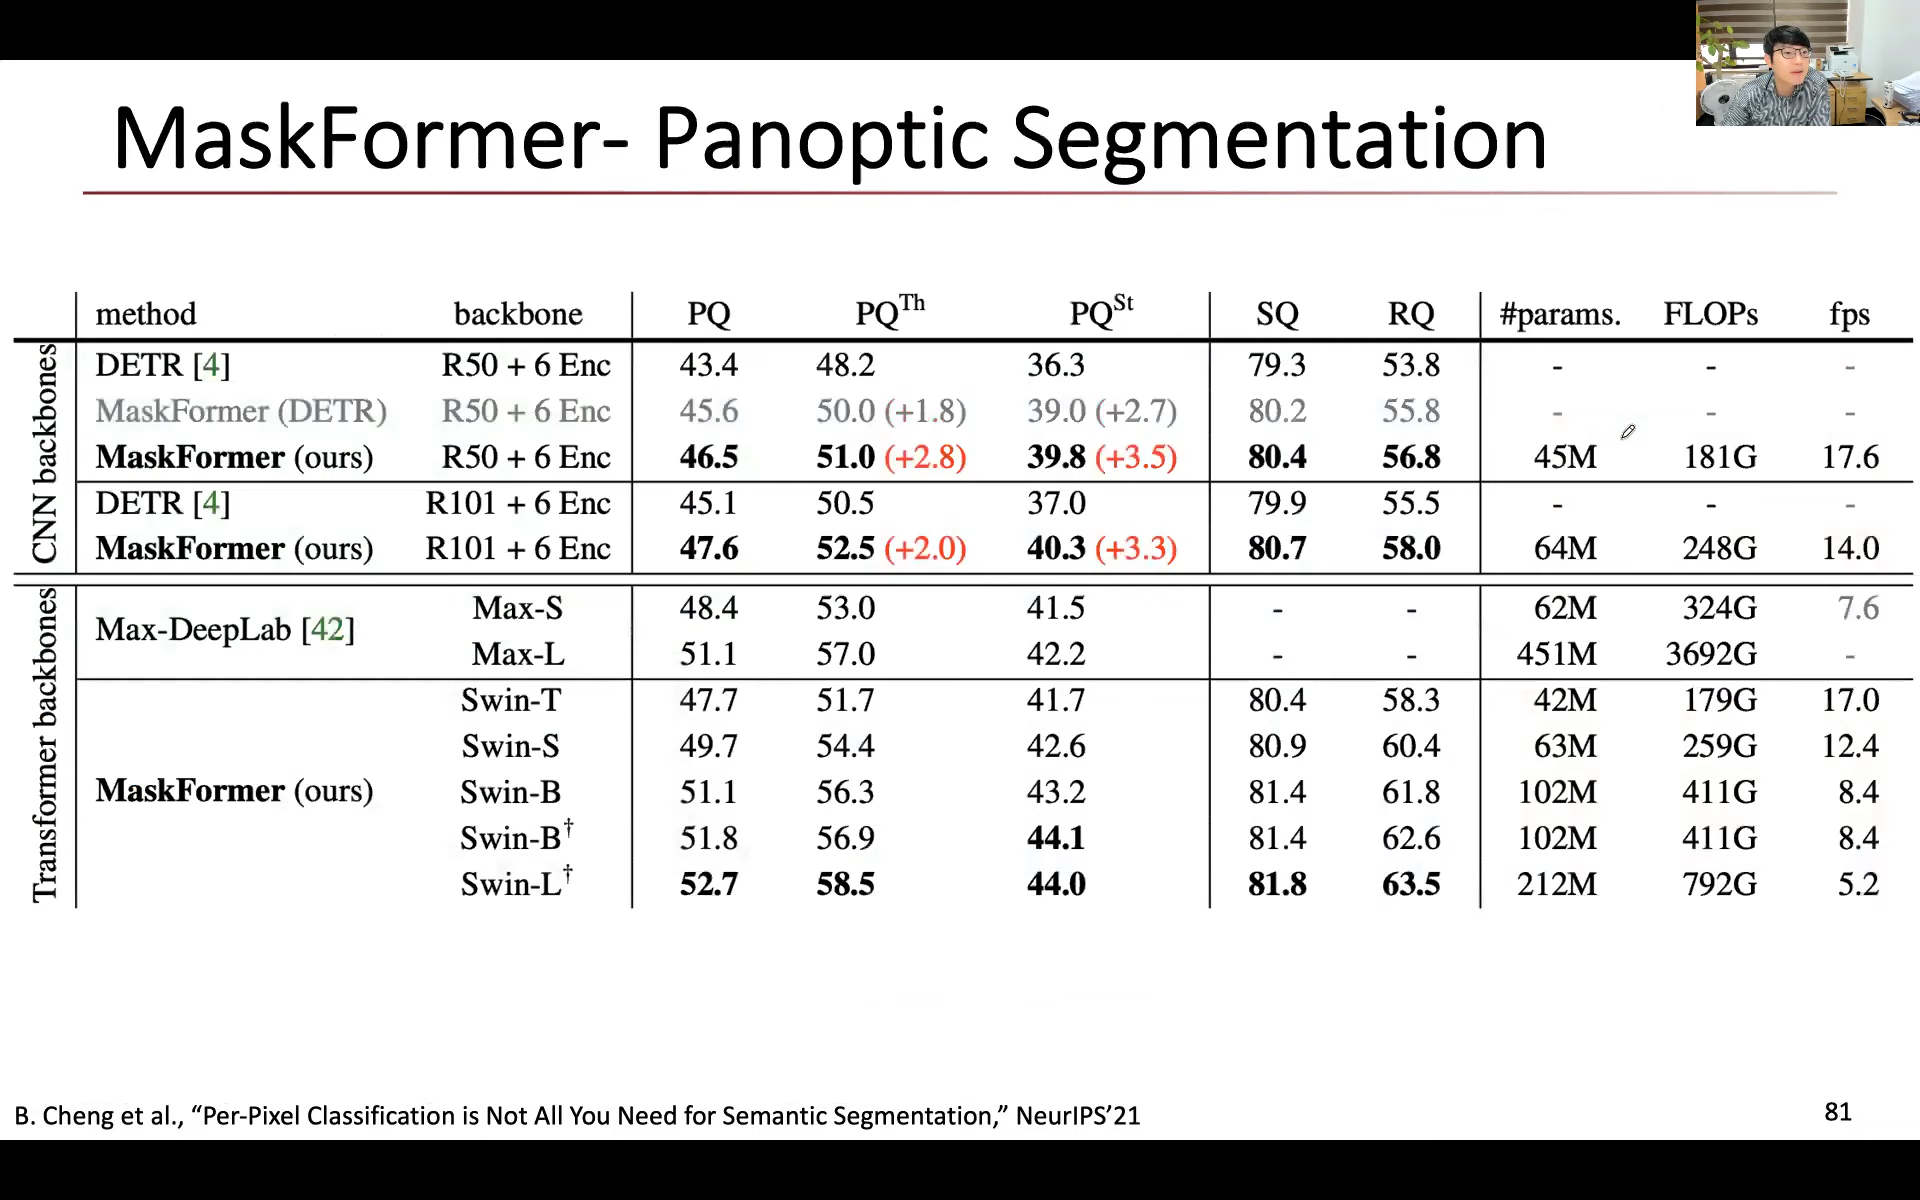 MaskFormer- Panoptic Segmentation
method backbone PQ PQTh PQSt SQ RQ #params. FLOPs fps
CNN backbones
DETR [4] R50 + 6 Enc 43.4 48.2 36.3 79.3 53.8 - - -
MaskFormer (DETR) R50 + 6 Enc 45.6 50.0 (+1.8) 39.0 (+2.7) 80.2 55.8 - - -
MaskFormer (ours) R50 + 6 Enc 46.5 51.0 (+2.8) 39.8 (+3.5) 80.4 56.8 45M 181G 17.6
DETR [4] R101 + 6 Enc 45.1 50.5 37.0 79.9 55.5 - - -
MaskFormer (ours) R101 + 6 Enc 47.6 52.5 (+2.0) 40.3 (+3.3) 80.7 58.0 64M 248G 14.0
Transformer backbones
Max-DeepLab [42]
Max-S 48.4 53.0 41.5 - - 62M 324G 7.6
Max-L 51.1 57.0 42.2 - - 451M 3692G -
MaskFormer (ours)
Swin-T 47.7 51.7 41.7 80.4 58.3 42M 179G 17.0
Swin-S 49.7 54.4 42.6 80.9 60.4 63M 259G 12.4
Swin-B 51.1 56.3 43.2 81.4 61.8 102M 411G 8.4
Swin-B† 51.8 56.9 44.1 81.4 62.6 102M 411G 8.4
Swin-L† 52.7 58.5 44.0 81.8 63.5 212M 792G 5.2
B. Cheng et al., “Per-Pixel Classification is Not All You Need for Semantic Segmentation,” NeurIPS’21
81